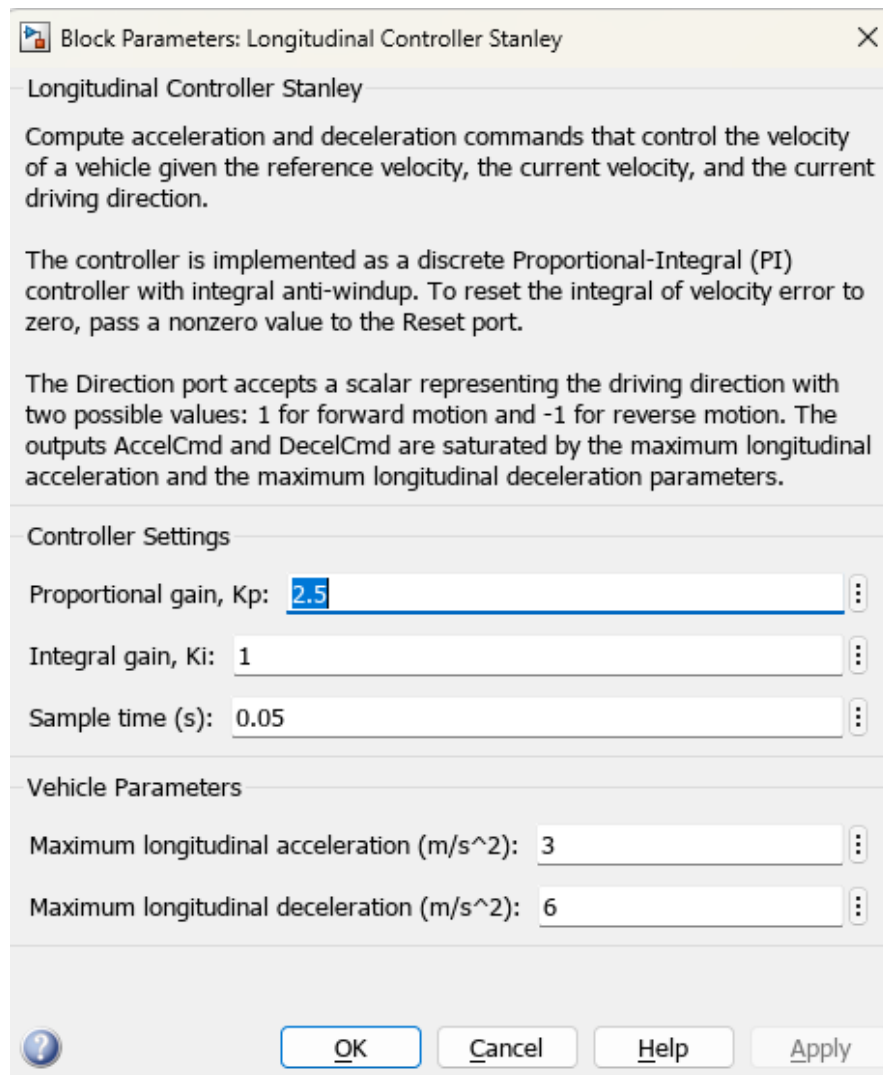 Block Parameters: Longitudinal Controller Stanley
Longitudinal Controller Stanley
Compute acceleration and deceleration commands that control the velocity
of a vehicle given the reference velocity, the current velocity, and the current
driving direction.
The controller is implemented as a discrete Proportional-Integral (PI)
controller with integral anti-windup. To reset the integral of velocity error to
zero, pass a nonzero value to the Reset port.
The Direction port accepts a scalar representing the driving direction with
two possible values: 1 for forward motion and -1 for reverse motion. The
outputs AccelCmd and DecelCmd are saturated by the maximum longitudinal
acceleration and the maximum longitudinal deceleration parameters.
Controller Settings
Proportional gain, Kp: 2.5
Integral gain, Ki: 1
Sample time (s): 0.05
Vehicle Parameters
Maximum longitudinal acceleration (m/s^2): 3
Maximum longitudinal deceleration (m/s^2): 6
? OK Cancel Help Apply